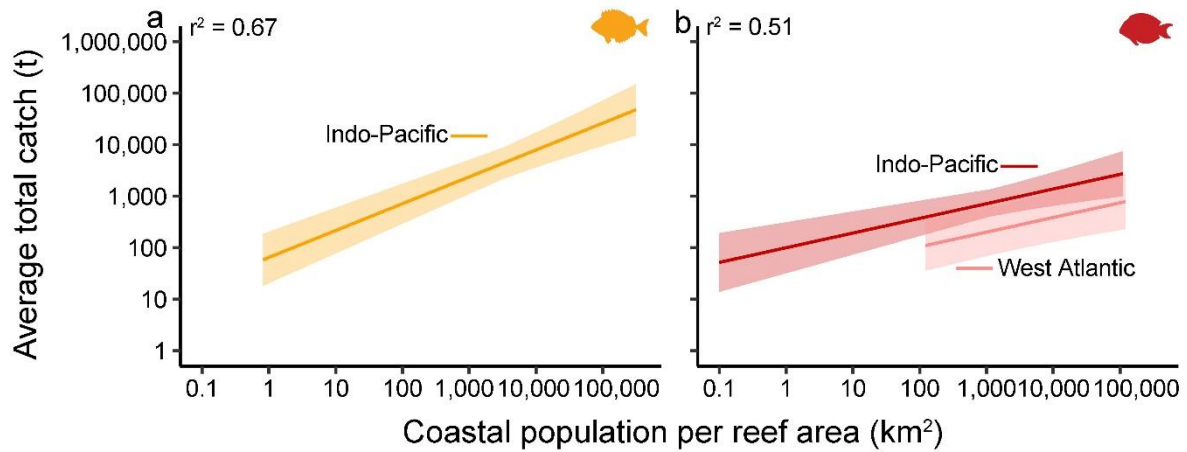 a
r² = 0.67
b
r² = 0.51
Average total catch (t)
1,000,000
100,000
10,000
1,000
100
10
1
Indo-Pacific
Indo-Pacific
West Atlantic
0.1 1 10 100 1,000 10,000 100,000
0.1 1 10 100 1,000 10,000 100,000
Coastal population per reef area (km²)